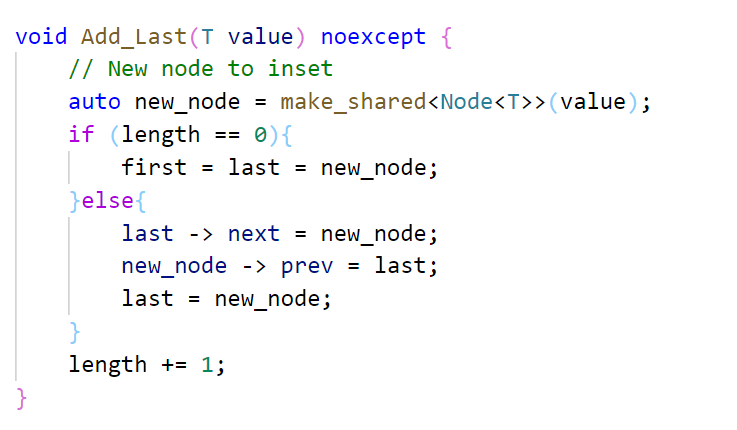 void Add_Last(T value) noexcept {
    // New node to inset
    auto new_node = make_shared<Node<T>>(value);
    if (length == 0){
        first = last = new_node;
    }else{
        last -> next = new_node;
        new_node -> prev = last;
        last = new_node;
    }
    length += 1;
}